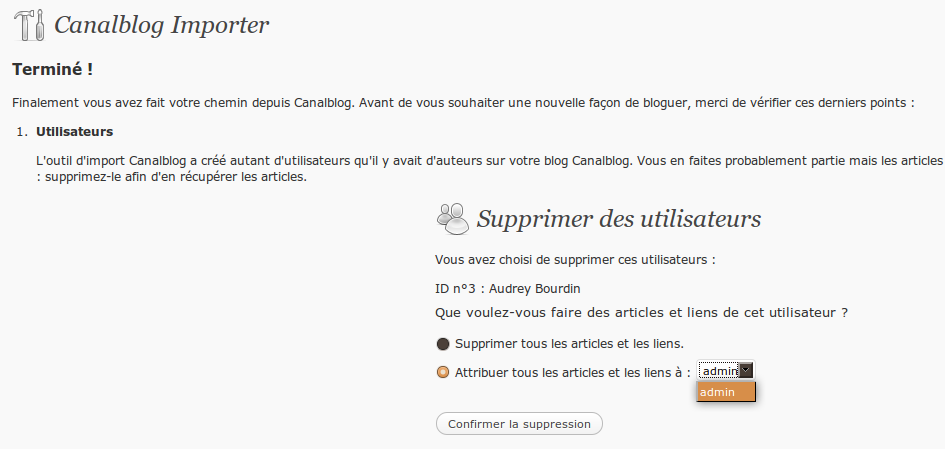 Canalblog Importer
Terminé !
Finalement vous avez fait votre chemin depuis Canalblog. Avant de vous souhaiter une nouvelle façon de bloguer, merci de vérifier ces derniers points :
1. Utilisateurs
L'outil d'import Canalblog a créé autant d'utilisateurs qu'il y avait d'auteurs sur votre blog Canalblog. Vous en faites probablement partie mais les articles
: supprimez-le afin d'en récupérer les articles.
Supprimer des utilisateurs
Vous avez choisi de supprimer ces utilisateurs :
ID n°3 : Audrey Bourdin
Que voulez-vous faire des articles et liens de cet utilisateur ?
Supprimer tous les articles et les liens.
Attribuer tous les articles et les liens à : admin
admin
Confirmer la suppression